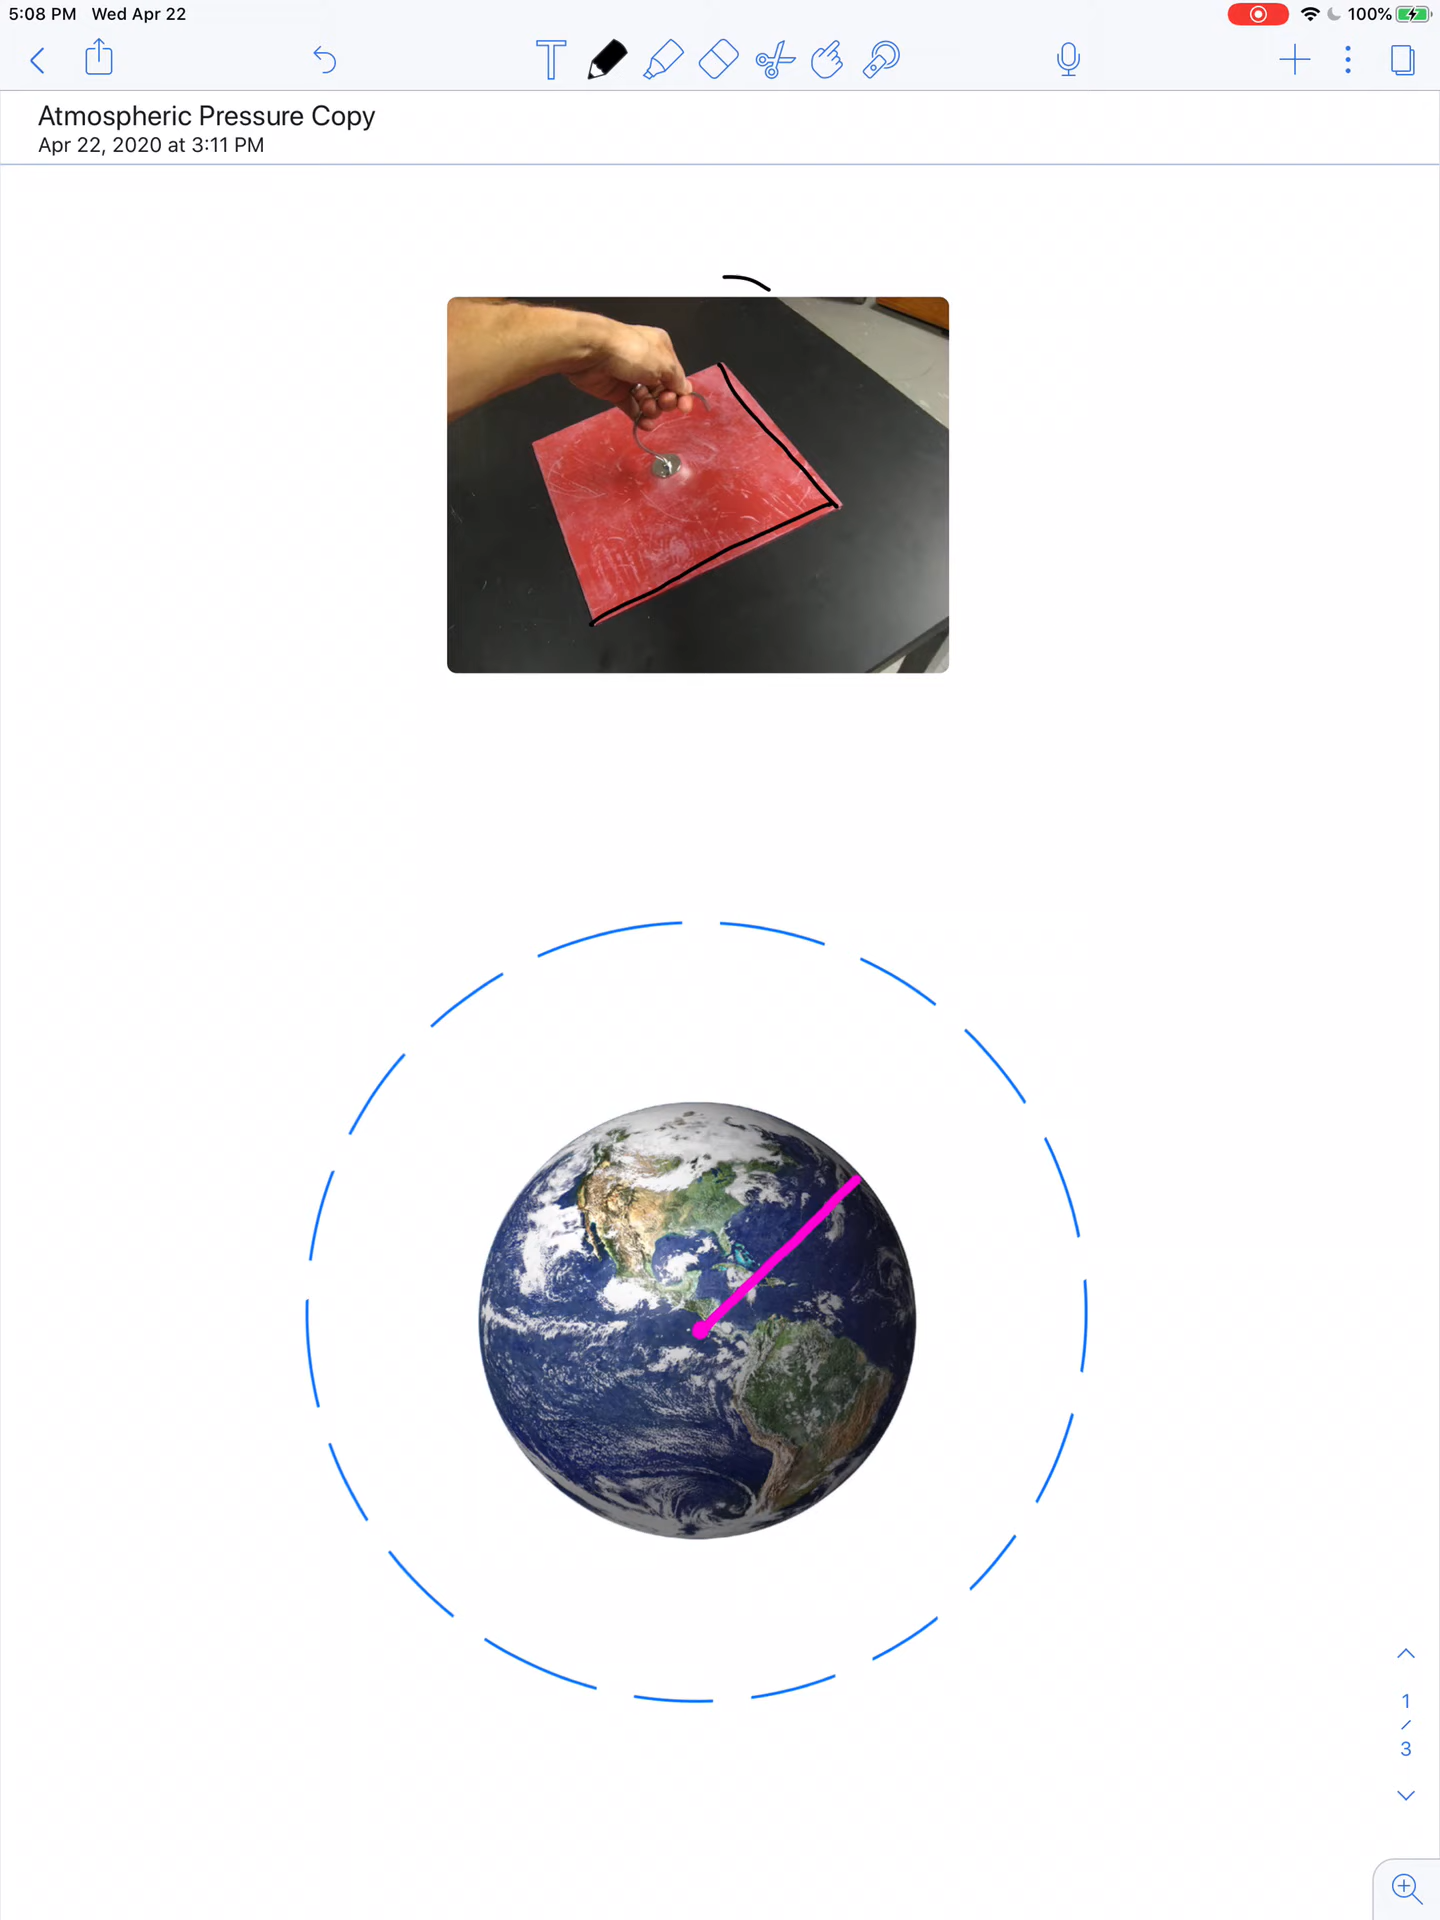 5:08 PM Wed Apr 22
100%
T
Atmospheric Pressure Copy
Apr 22, 2020 at 3:11 PM
1
/
3